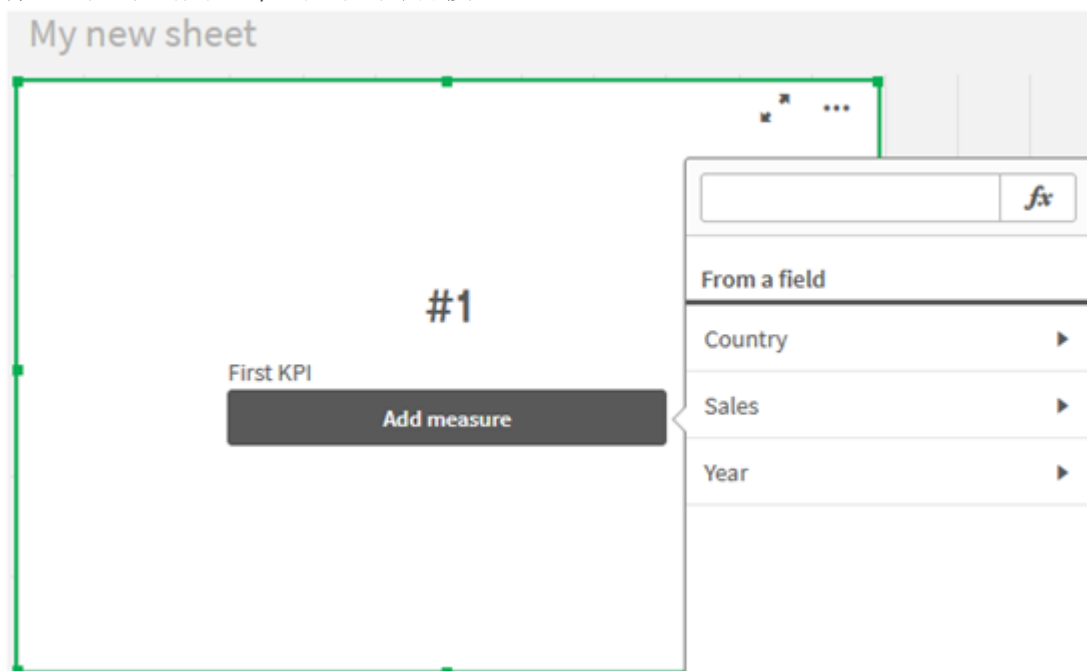 My new sheet
fx
From a field
#1
Country
First KPI
Add measure
Sales
Year